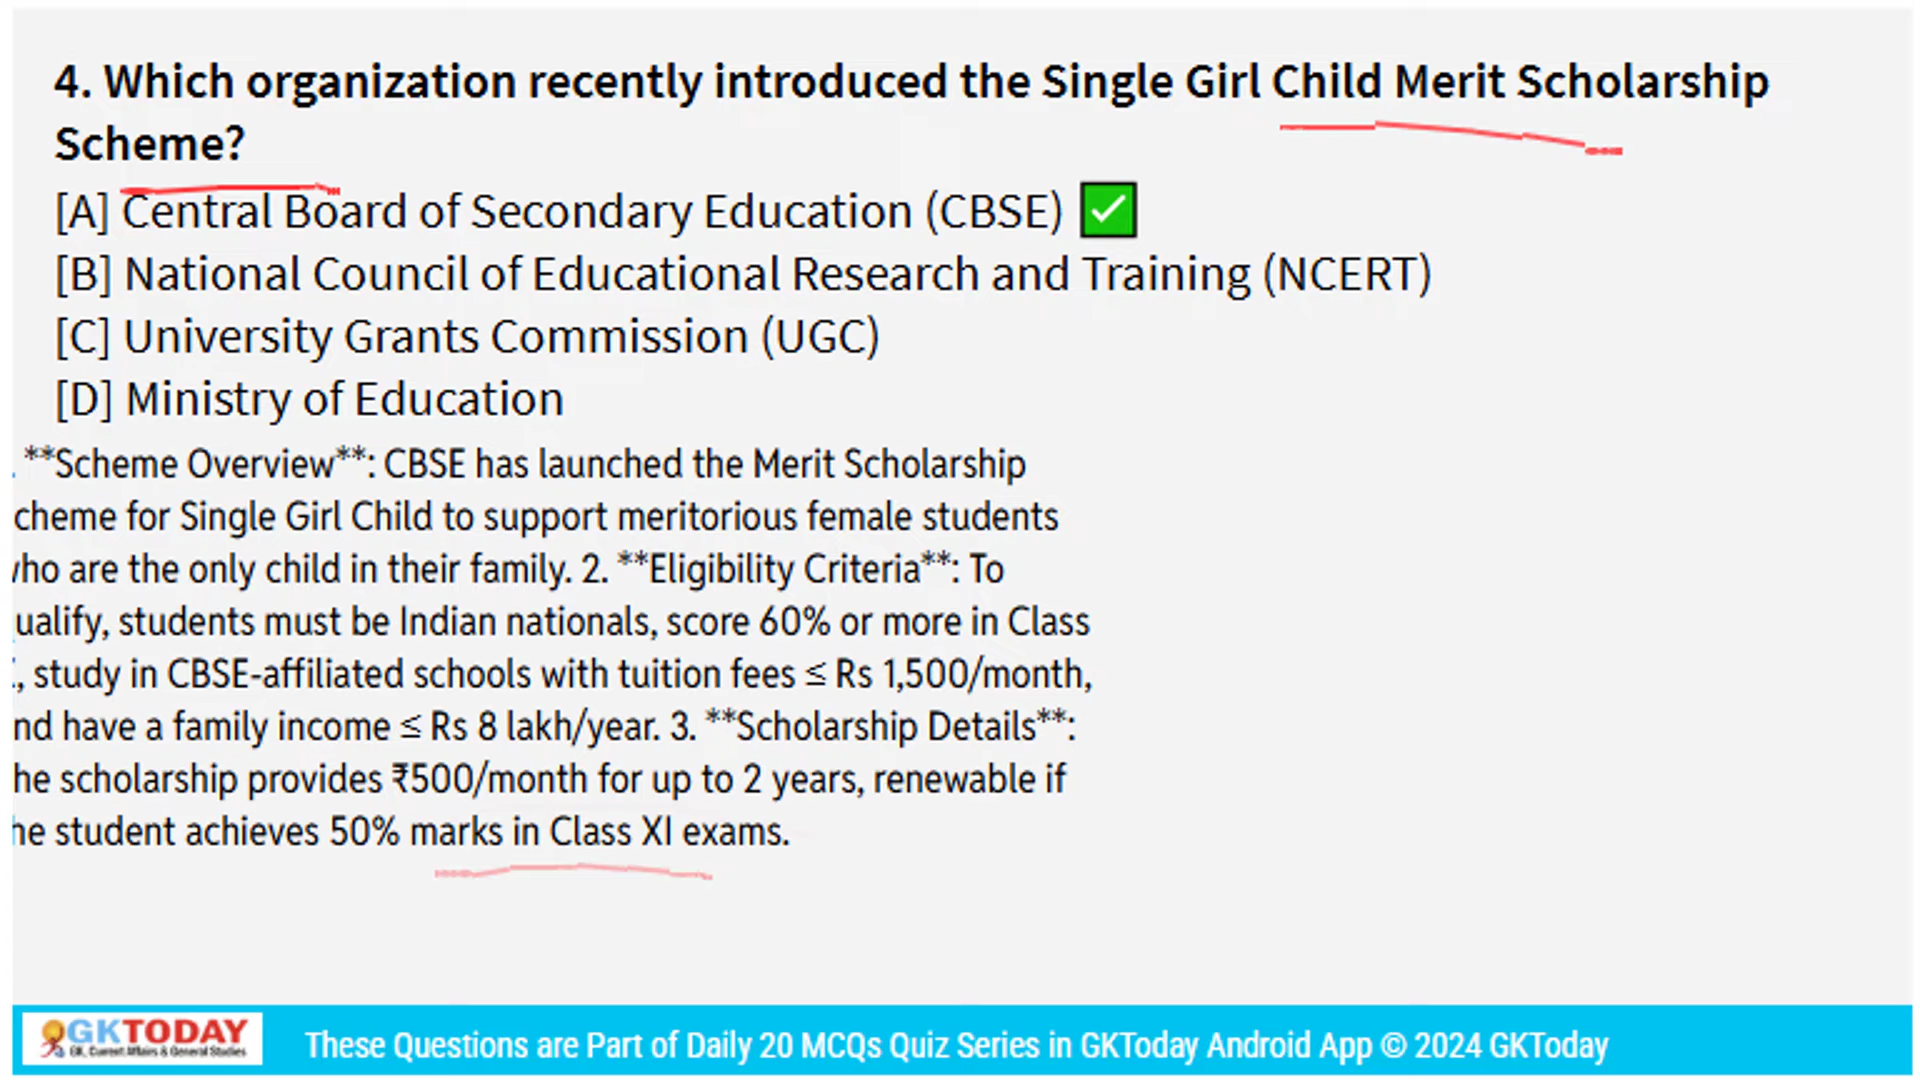 4. Which organization recently introduced the Single Girl Child Merit Scholarship
Scheme?
[A] Central Board of Secondary Education (CBSE)
[B] National Council of Educational Research and Training (NCERT)
[C] University Grants Commission (UGC)
[D] Ministry of Education
. **Scheme Overview**: CBSE has launched the Merit Scholarship
cheme for Single Girl Child to support meritorious female students
who are the only child in their family. 2. **Eligibility Criteria**: To
ualify, students must be Indian nationals, score 60% or more in Class
, study in CBSE-affiliated schools with tuition fees ≤ Rs 1,500/month,
nd have a family income ≤ Rs 8 lakh/year. 3. **Scholarship Details**:
he scholarship provides ₹500/month for up to 2 years, renewable if
he student achieves 50% marks in Class XI exams.
GKTODAY
GK, Current Affairs & General Studies
These Questions are Part of Daily 20 MCQs Quiz Series in GKToday Android App © 2024 GKToday